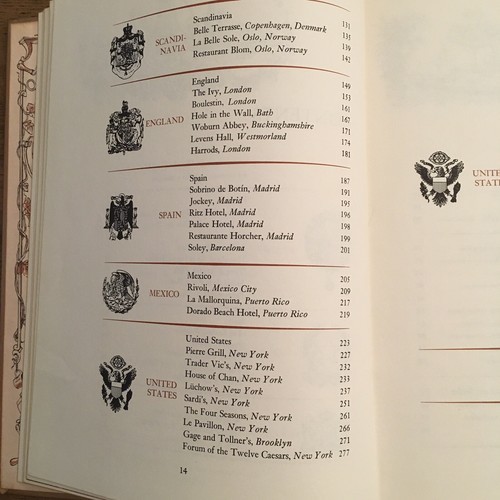 SCANDI-
NAVIA
Scandinavia 131
Belle Terrasse, Copenhagen, Denmark 135
La Belle Sole, Oslo, Norway 139
Restaurant Blom, Oslo, Norway 142
ENGLAND
England 149
The Ivy, London 153
Boulestin, London 161
Hole in the Wall, Bath 167
Woburn Abbey, Buckinghamshire 171
Levens Hall, Westmorland 174
Harrods, London 181
SPAIN
Spain 187
Sobrino de Botín, Madrid 191
Jockey, Madrid 195
Ritz Hotel, Madrid 196
Palace Hotel, Madrid 198
Restaurante Horcher, Madrid 199
Soley, Barcelona 201
MEXICO
Mexico 205
Rivoli, Mexico City 209
La Mallorquina, Puerto Rico 217
Dorado Beach Hotel, Puerto Rico 219
UNITED
STATES
United States 223
Pierre Grill, New York 227
Trader Vic's, New York 232
House of Chan, New York 233
Lüchow's, New York 237
Sardi's, New York 251
The Four Seasons, New York 261
Le Pavillon, New York 266
Gage and Tollner's, Brooklyn 271
Forum of the Twelve Caesars, New York 277
14
UNITE
STATE